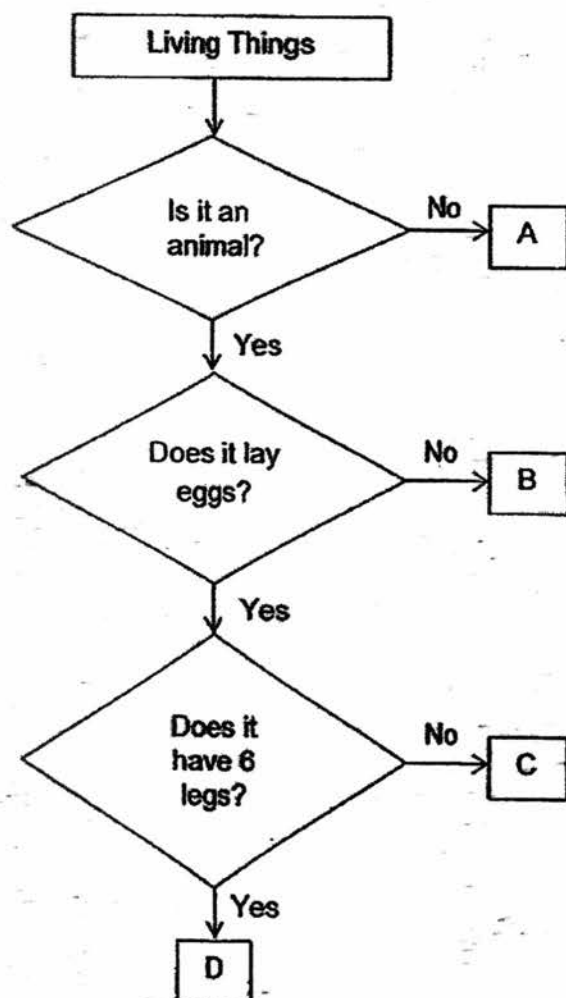 Living Things
Is it an
animal?
No
A
Yes
Does it lay
eggs?
No
B
Yes
Does it
have 6
legs?
No
C
Yes
D